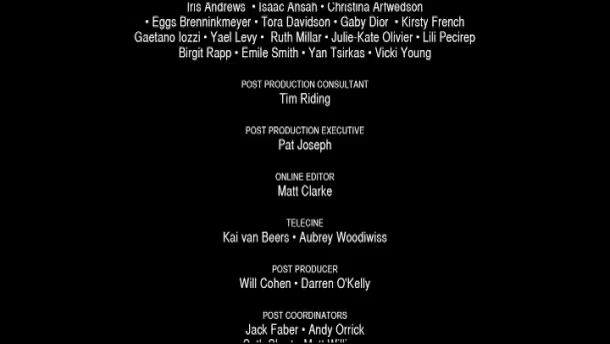 Iris Andrews • Isaac Ansah • Christina Artwedson
• Eggs Brenninkmeyer • Tora Davidson • Gaby Dior • Kirsty French
Gaetano Iozzi • Yael Levy • Ruth Millar • Julie-Kate Olivier • Lili Pecirep
Birgit Rapp • Emile Smith • Yan Tsirkas • Vicki Young
POST PRODUCTION CONSULTANT
Tim Riding
POST PRODUCTION EXECUTIVE
Pat Joseph
ONLINE EDITOR
Matt Clarke
TELECINE
Kai van Beers • Aubrey Woodiwiss
POST PRODUCER
Will Cohen • Darren O'Kelly
POST COORDINATORS
Jack Faber • Andy Orrick